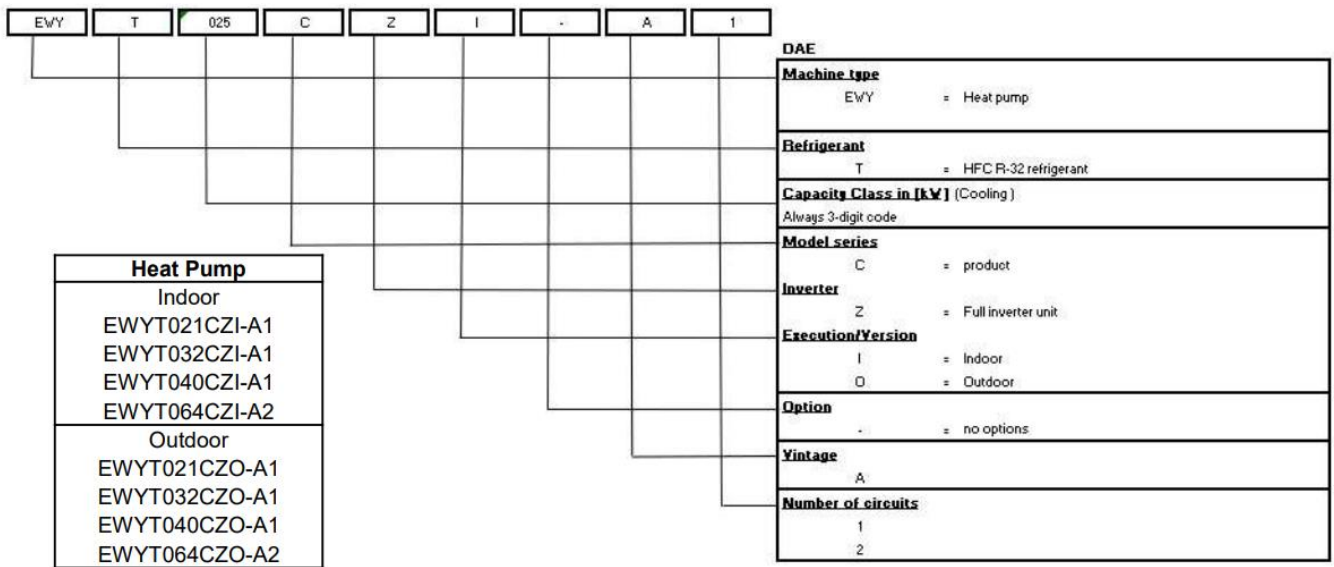 EWY T 025 C Z I - A 1
DAE
Machine type
EWY = Heat pump
Refrigerant
T = HFC R-32 refrigerant
Capacity Class in [kW] (Cooling)
Always 3-digit code
Model series
C = product
Inverter
Z = Full inverter unit
Execution/Version
I = Indoor
O = Outdoor
Option
- = no options
Vintage
A
Number of circuits
1
2
Heat Pump
Indoor
EWYT021CZI-A1
EWYT032CZI-A1
EWYT040CZI-A1
EWYT064CZI-A2
Outdoor
EWYT021CZO-A1
EWYT032CZO-A1
EWYT040CZO-A1
EWYT064CZO-A2